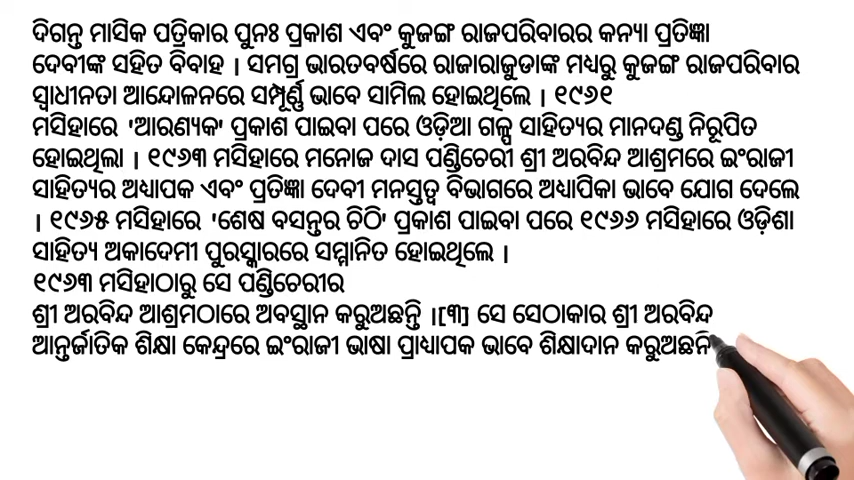 ଦିଗନ୍ତ ମାସିକ ପତ୍ରିକାର ପୁନଃ ପ୍ରକାଶ ଏବଂ କୁଜଙ୍ଗ ରାଜପରିବାରର କନ୍ୟା ପ୍ରତିଜ୍ଞା
ଦେବୀଙ୍କ ସହିତ ବିବାହ । ସମଗ୍ର ଭାରତବର୍ଷରେ ରାଜାରାଜୁଡାଙ୍କ ମଧ୍ୟରୁ କୁଜଙ୍ଗ ରାଜପରିବାର
ସ୍ୱାଧୀନତା ଆନ୍ଦୋଳନରେ ସମ୍ପୂର୍ଣ୍ଣ ଭାବେ ସାମିଲ ହୋଇଥିଲେ । ୧୯୬୧
ମସିହାରେ 'ଆରଣ୍ୟକ' ପ୍ରକାଶ ପାଇବା ପରେ ଓଡ଼ିଆ ଗଳ୍ପ ସାହିତ୍ୟର ମାନଦଣ୍ଡ ନିରୂପିତ
ହୋଇଥିଲା । ୧୯୬୩ ମସିହାରେ ମନୋଜ ଦାସ ପଣ୍ଡିଚେରୀ ଶ୍ରୀ ଅରବିନ୍ଦ ଆଶ୍ରମରେ ଇଂରାଜୀ
ସାହିତ୍ୟର ଅଧ୍ୟାପକ ଏବଂ ପ୍ରତିଜ୍ଞା ଦେବୀ ମନସ୍ତତ୍ୱ ବିଭାଗରେ ଅଧ୍ୟାପିକା ଭାବେ ଯୋଗ ଦେଲେ
। ୧୯୬୫ ମସିହାରେ 'ଶେଷ ବସନ୍ତର ଚିଠି' ପ୍ରକାଶ ପାଇବା ପରେ ୧୯୬୬ ମସିହାରେ ଓଡ଼ିଶା
ସାହିତ୍ୟ ଅକାଦେମୀ ପୁରସ୍କାରରେ ସମ୍ମାନିତ ହୋଇଥିଲେ ।
୧୯୬୩ ମସିହାଠାରୁ ସେ ପଣ୍ଡିଚେରୀର
ଶ୍ରୀ ଅରବିନ୍ଦ ଆଶ୍ରମଠାରେ ଅବସ୍ଥାନ କରୁଅଛନ୍ତି ।[୩] ସେ ସେଠାକାର ଶ୍ରୀ ଅରବିନ୍ଦ
ଆନ୍ତର୍ଜାତିକ ଶିକ୍ଷା କେନ୍ଦ୍ରରେ ଇଂରାଜୀ ଭାଷା ପ୍ରାଧ୍ୟାପକ ଭାବେ ଶିକ୍ଷାଦାନ କରୁଅଛନି